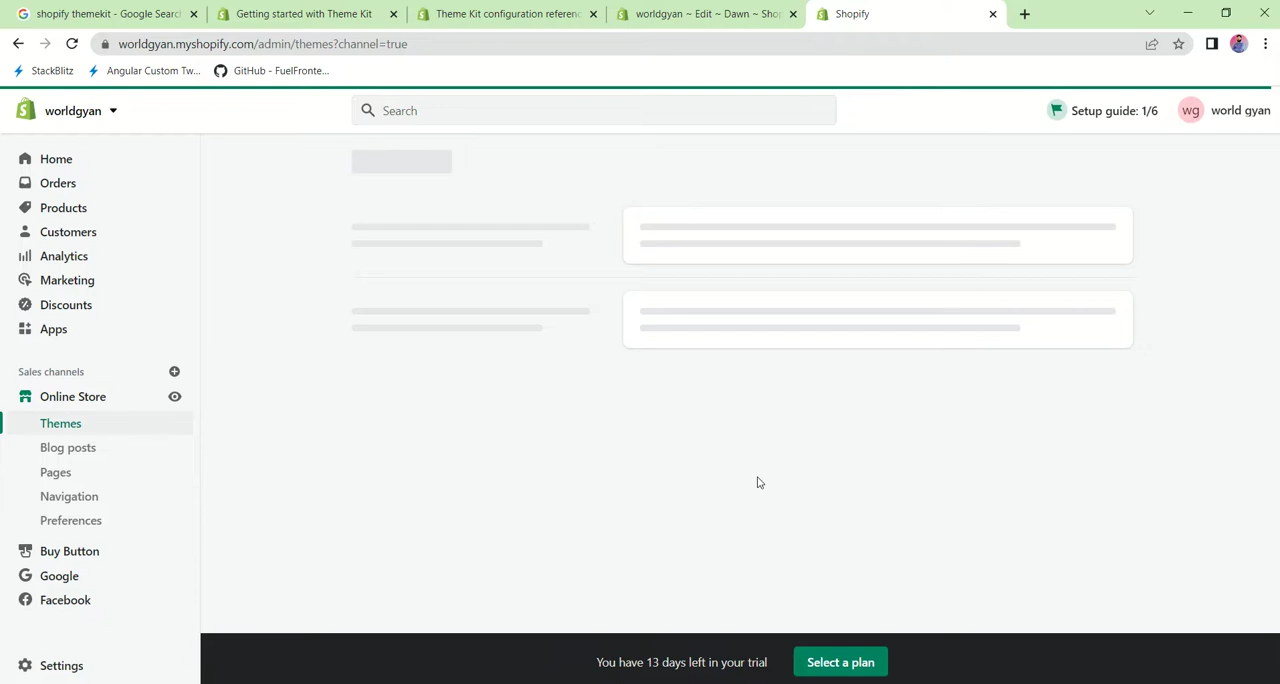 shopify themekit - Google Search
Getting started with Theme Kit
Theme Kit configuration referenc
worldgyan ~ Edit ~ Dawn ~ Shop
Shopify
worldgyan.myshopify.com/admin/themes?channel=true
StackBlitz
Angular Custom Tw...
GitHub - FuelFronte...
worldgyan
Search
Setup guide: 1/6
wg
world gyan
Home
Orders
Products
Customers
Analytics
Marketing
Discounts
Apps
Sales channels
Online Store
Themes
Blog posts
Pages
Navigation
Preferences
Buy Button
Google
Facebook
Settings
You have 13 days left in your trial
Select a plan